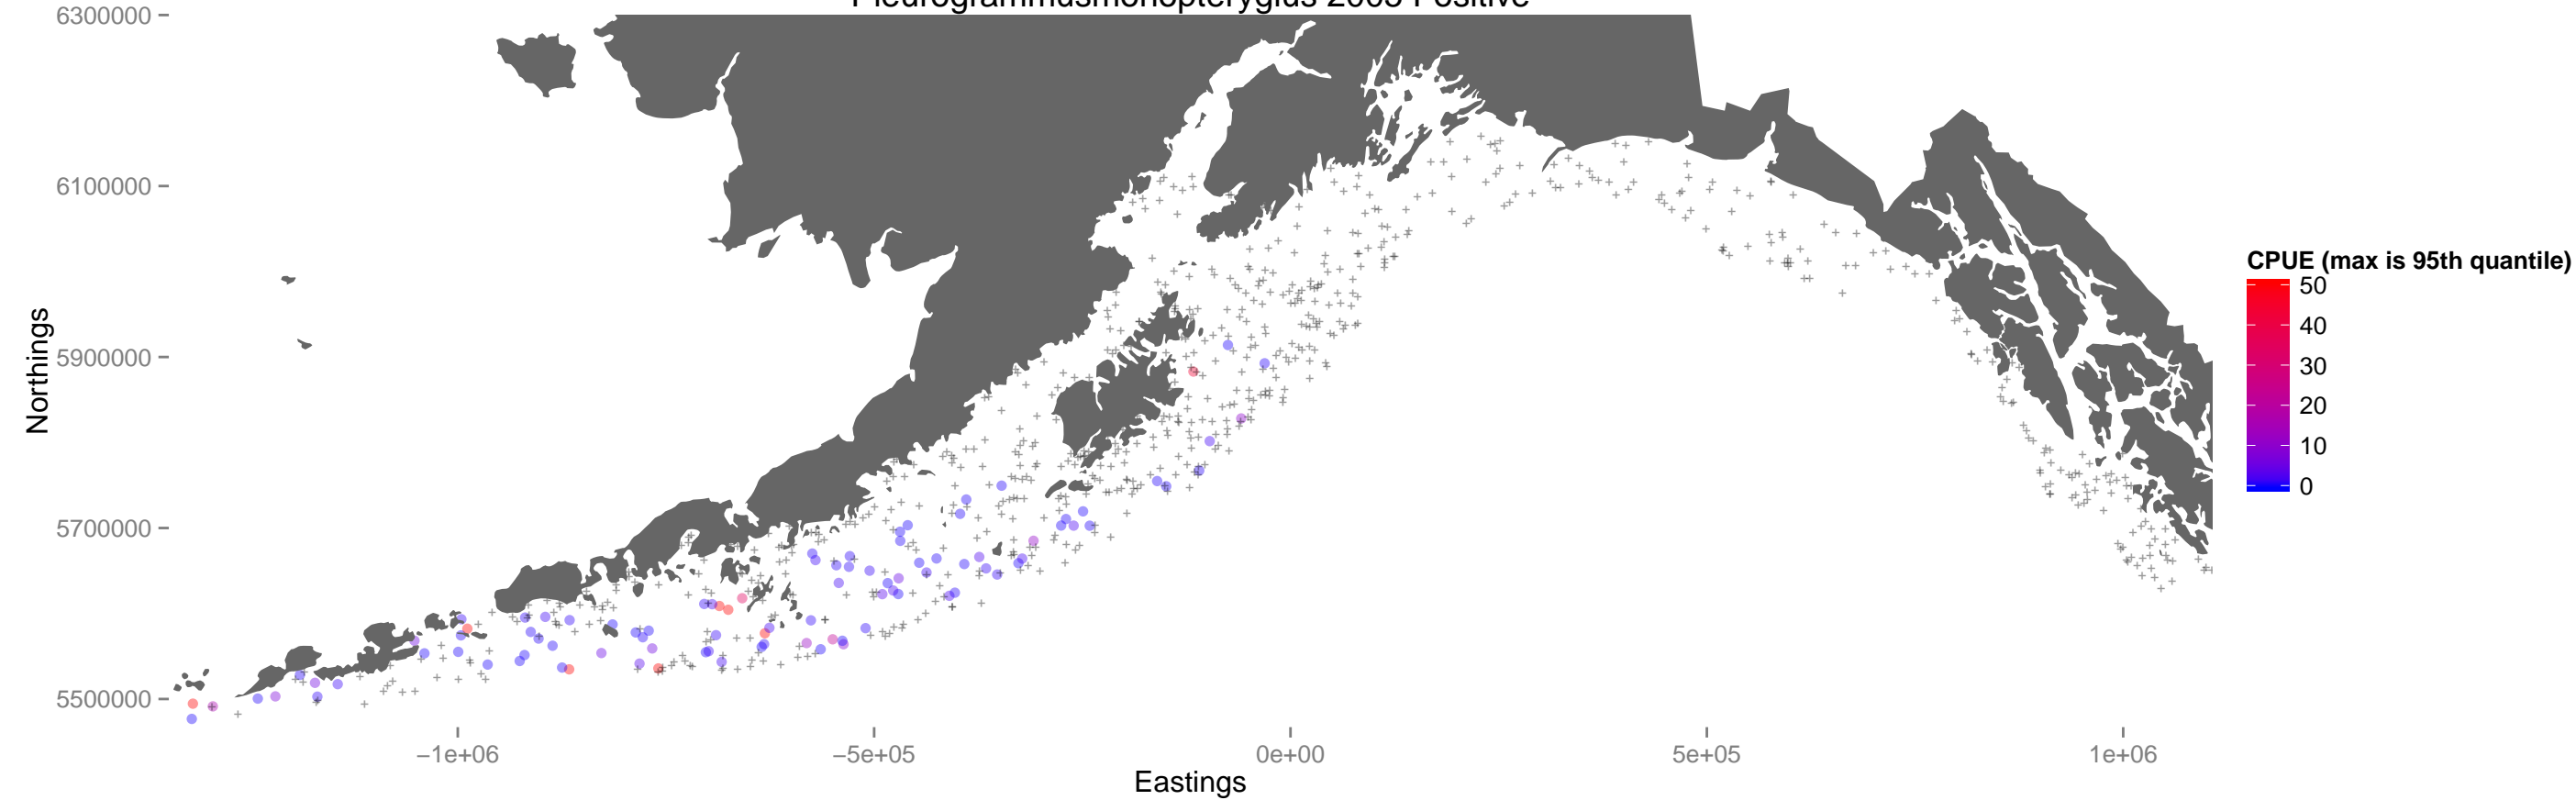 6300000
6100000
5900000
5700000
5500000
Northings
−1e+06
−5e+05
0e+00
5e+05
1e+06
Eastings
CPUE (max is 95th quantile)
50
40
30
20
10
0